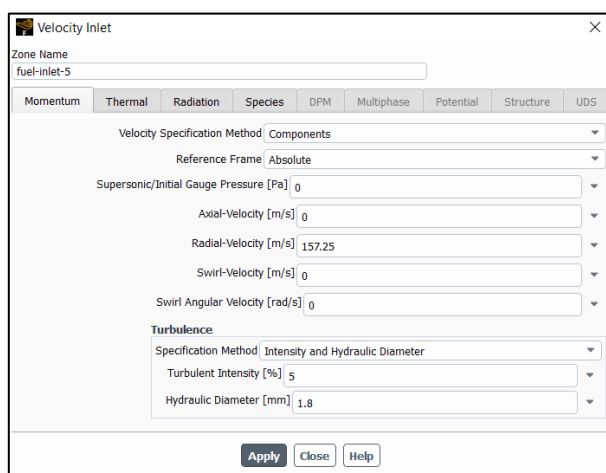 Velocity Inlet
Zone Name
fuel-inlet-5
Momentum Thermal Radiation Species DPM Multiphase Potential Structure UDS
Velocity Specification Method Components
Reference Frame Absolute
Supersonic/Initial Gauge Pressure [Pa] 0
Axial-Velocity [m/s] 0
Radial-Velocity [m/s] 157.25
Swirl-Velocity [m/s] 0
Swirl Angular Velocity [rad/s] 0
Turbulence
Specification Method Intensity and Hydraulic Diameter
Turbulent Intensity [%] 5
Hydraulic Diameter [mm] 1.8
Apply Close Help